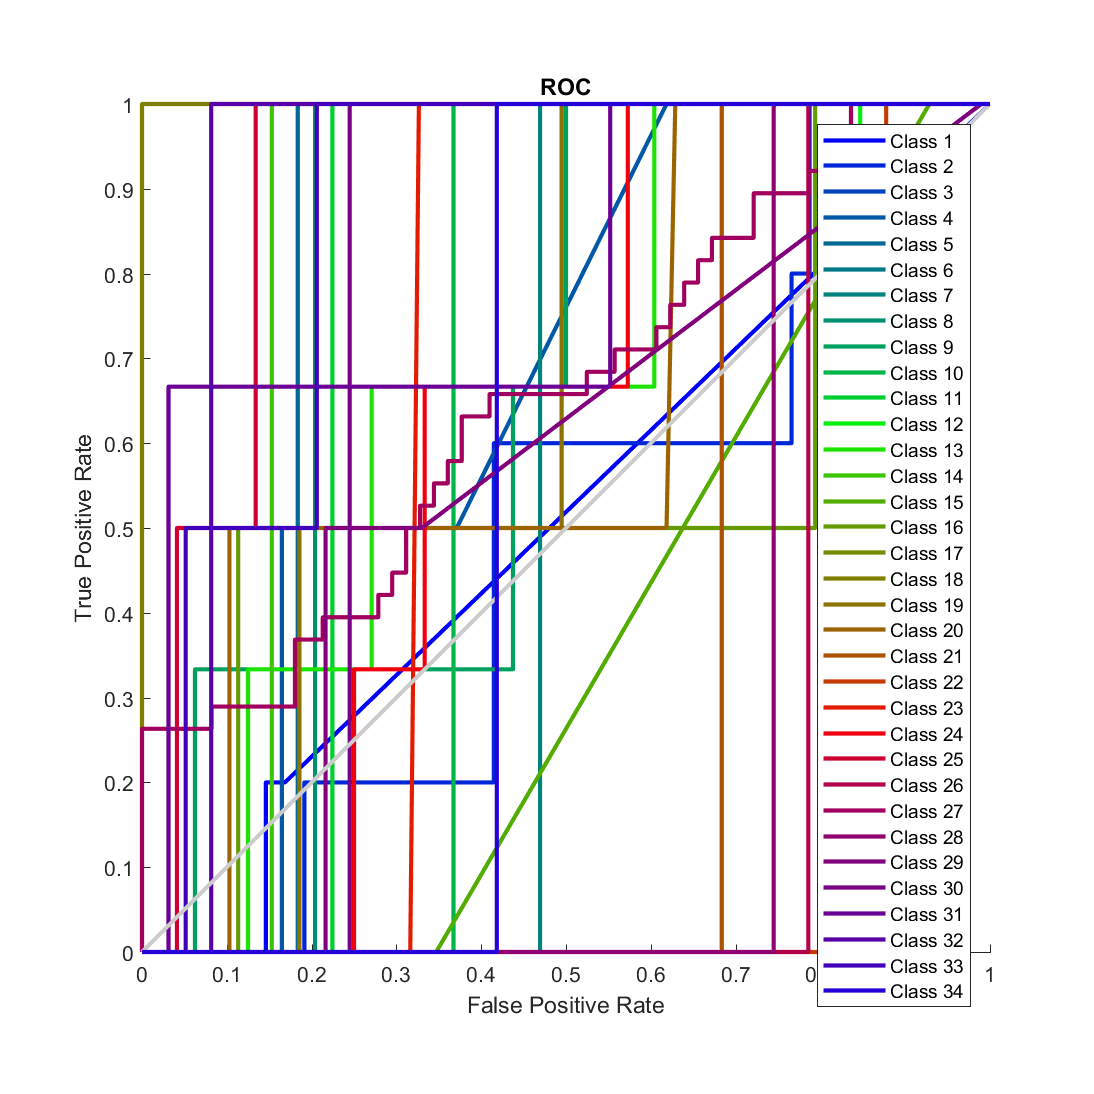 ROC
True Positive Rate
1
0.9
0.8
0.7
0.6
0.5
0.4
0.3
0.2
0.1
0
0 0.1 0.2 0.3 0.4 0.5 0.6 0.7 0 1
False Positive Rate
Class 1
Class 2
Class 3
Class 4
Class 5
Class 6
Class 7
Class 8
Class 9
Class 10
Class 11
Class 12
Class 13
Class 14
Class 15
Class 16
Class 17
Class 18
Class 19
Class 20
Class 21
Class 22
Class 23
Class 24
Class 25
Class 26
Class 27
Class 28
Class 29
Class 30
Class 31
Class 32
Class 33
Class 34